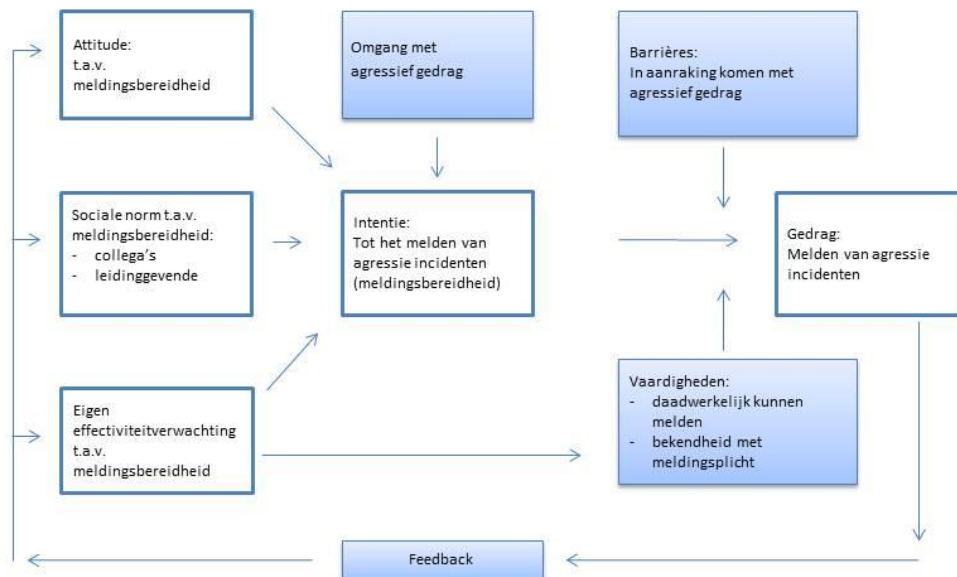 Attitude:
t.a.v.
meldingsbereidheid
Omgang met
agressief gedrag
Barrières:
In aanraking komen met
agressief gedrag
Sociale norm t.a.v.
meldingsbereidheid:
- collega's
- leidinggevende
Intentie:
Tot het melden van
agressie incidenten
(meldingsbereidheid)
Gedrag:
Melden van agressie
incidenten
Eigen
effectiviteitverwachting
t.a.v.
meldingsbereidheid
Vaardigheden:
- daadwerkelijk kunnen
melden
- bekendheid met
meldingsplicht
Feedback